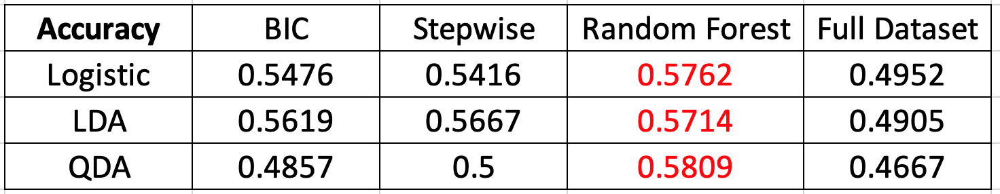 Accuracy BIC Stepwise Random Forest Full Dataset
Logistic 0.5476 0.5416 0.5762 0.4952
LDA 0.5619 0.5667 0.5714 0.4905
QDA 0.4857 0.5 0.5809 0.4667